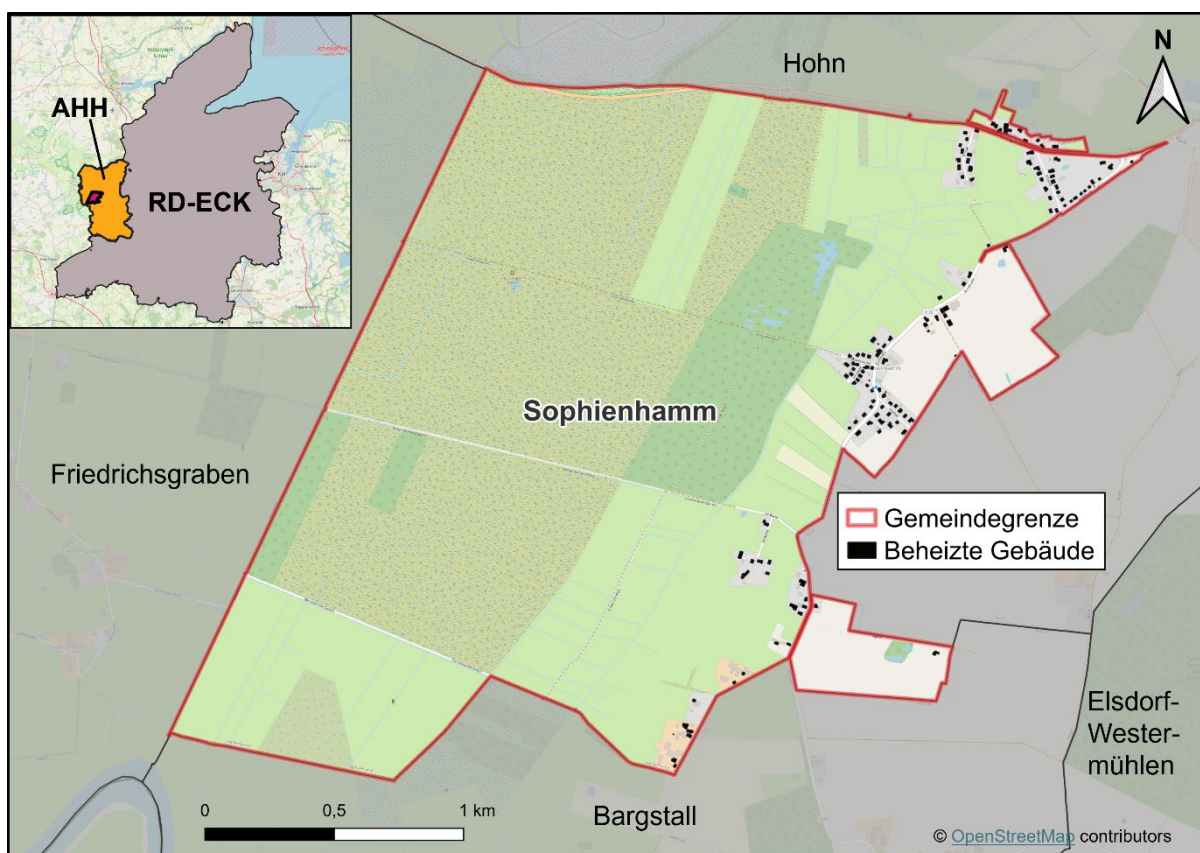 AHH
RD-ECK
Hohn
N
Sophienhamm
Friedrichsgraben
Gemeindegrenze
Beheizte Gebäude
Elsdorf-
Wester-
mühlen
Bargstall
0 0,5 1 km
© OpenStreetMap contributors